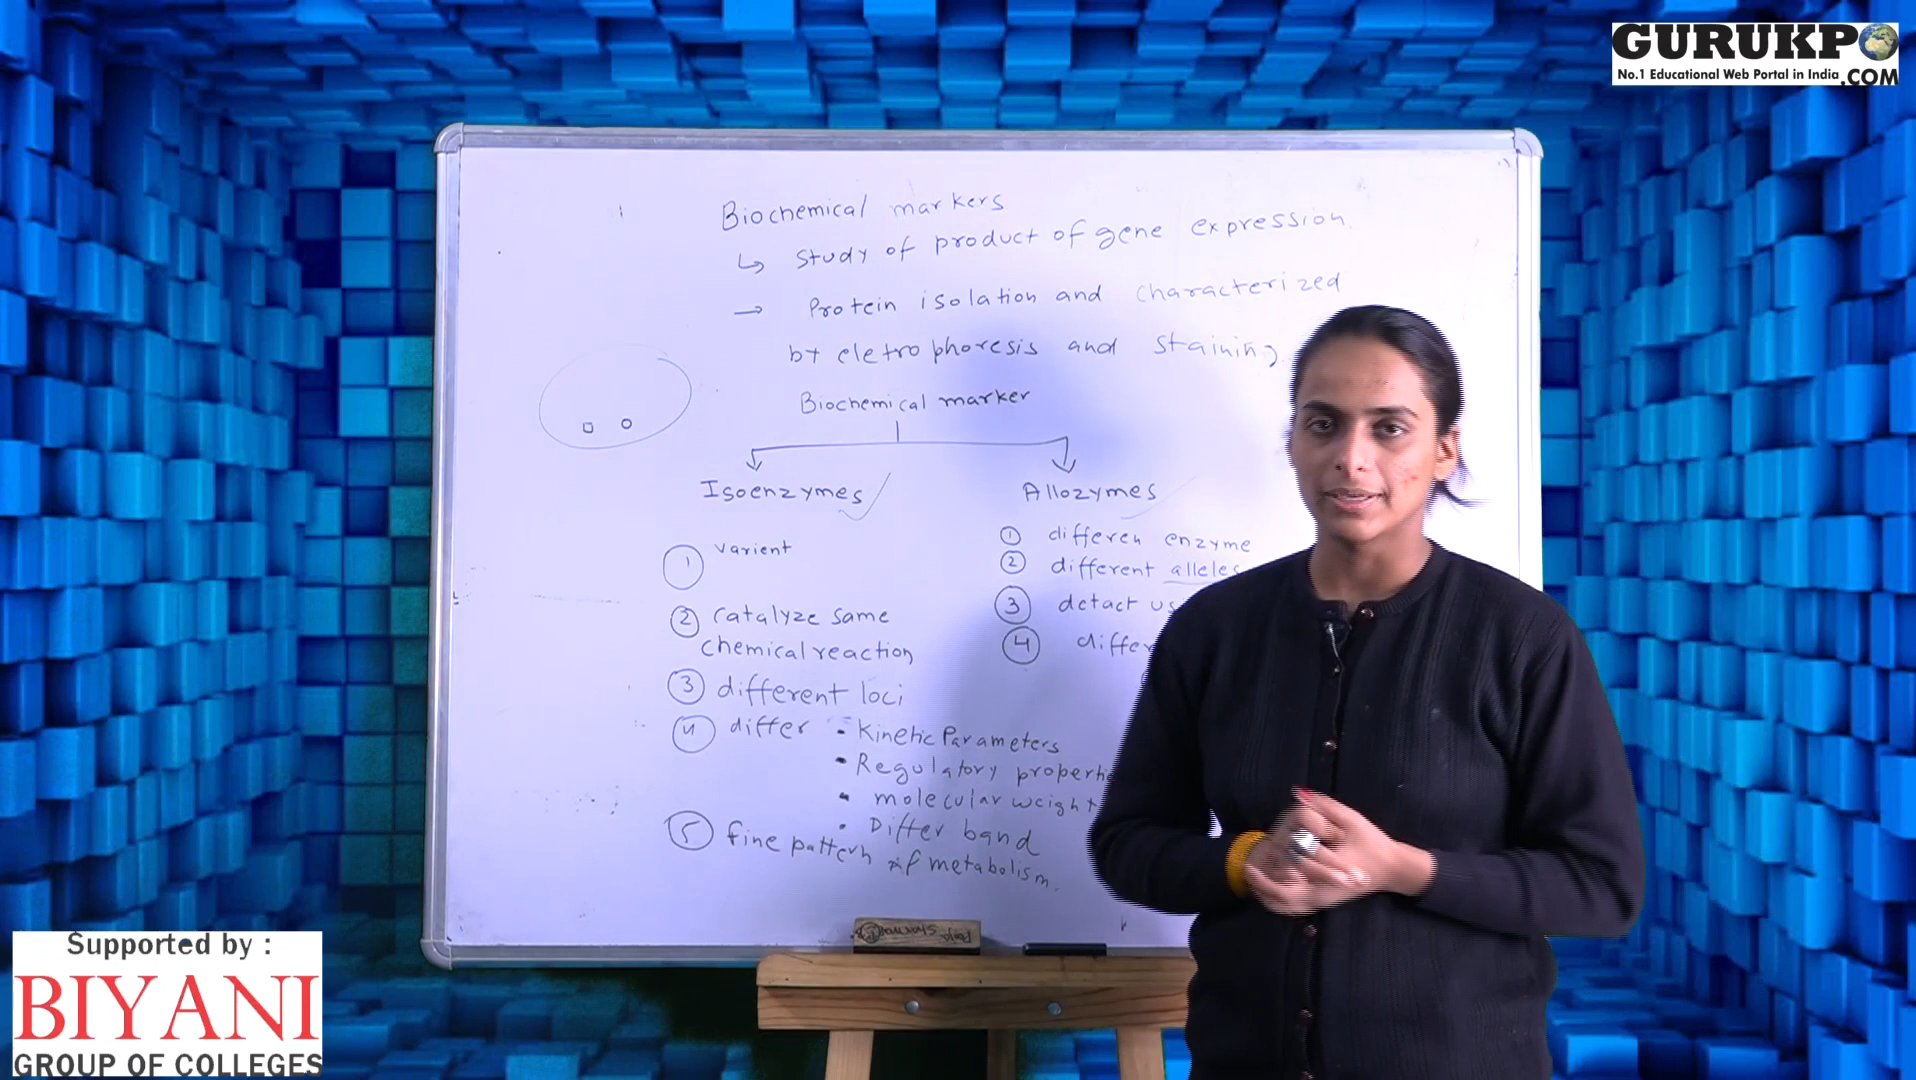 GURUKPO
No.1 Educational Web Portal in India
.COM
Biochemical markers
↳ Study of product of gene expression.
→ Protein isolation and characterized
by eletrophoresis and staining.
Biochemical marker
Isoenzymes
① varient
② catalyze same
chemical reaction
③ different loci
④ differ • Kinetic Parameters
• Regulatory properti
• molecular weight
• Differ band
⑤ fine pattern of metabolism.
Allozymes
① differen enzyme
② different alleles
③ detact us
④ differ
Supported by :
BIYANI
GROUP OF COLLEGES